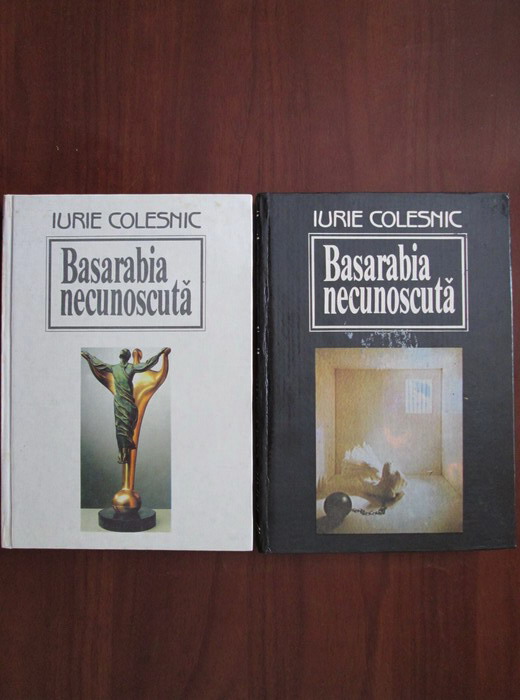 IURIE COLESNIC
Basarabia
necunoscută
IURIE COLESNIC
Basarabia
necunoscută